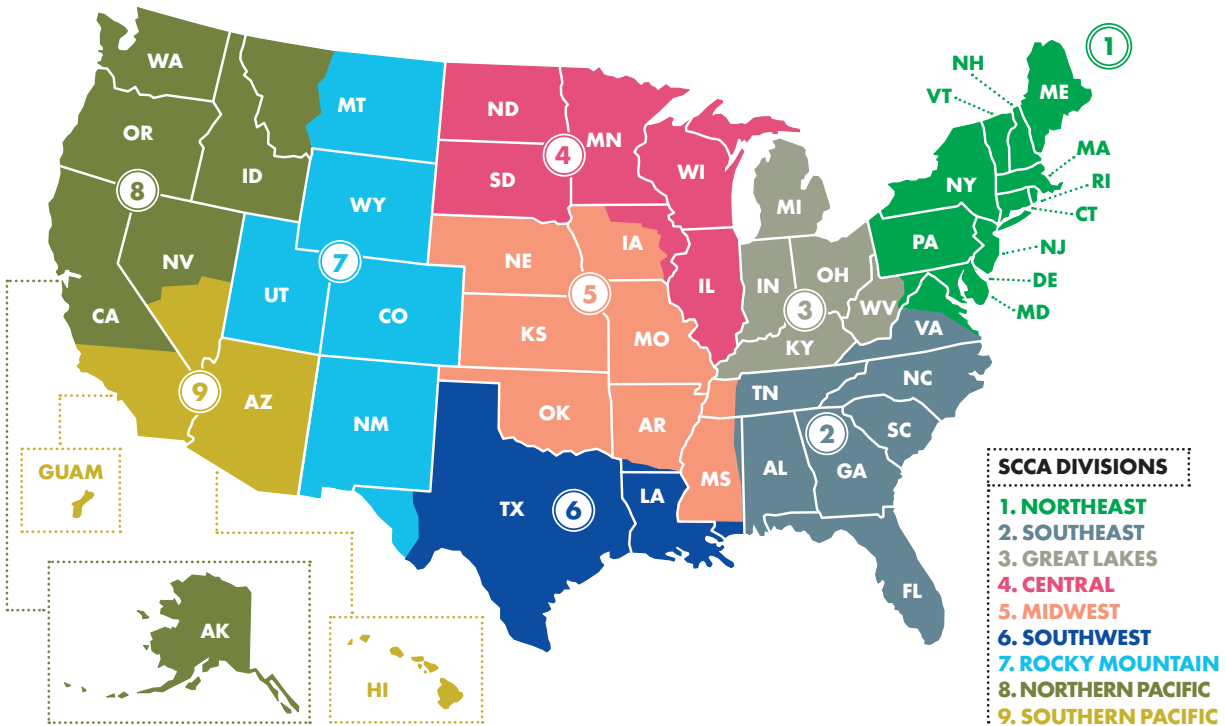 1
NH
WA
ME
VT
MT
ND
OR
MN
MA
4
WI
ID
SD
RI
8
NY
MI
WY
CT
PA
IA
NJ
7
NV
NE
OH
DE
UT
IN
IL
5
CO
WV
3
MD
CA
VA
KS
MO
KY
NC
TN
9
AZ
OK
AR
NM
2
SC
GUAM
AL
GA
MS
LA
TX
6
FL
AK
HI
SCCA DIVISIONS
1. NORTHEAST
2. SOUTHEAST
3. GREAT LAKES
4. CENTRAL
5. MIDWEST
6. SOUTHWEST
7. ROCKY MOUNTAIN
8. NORTHERN PACIFIC
9. SOUTHERN PACIFIC